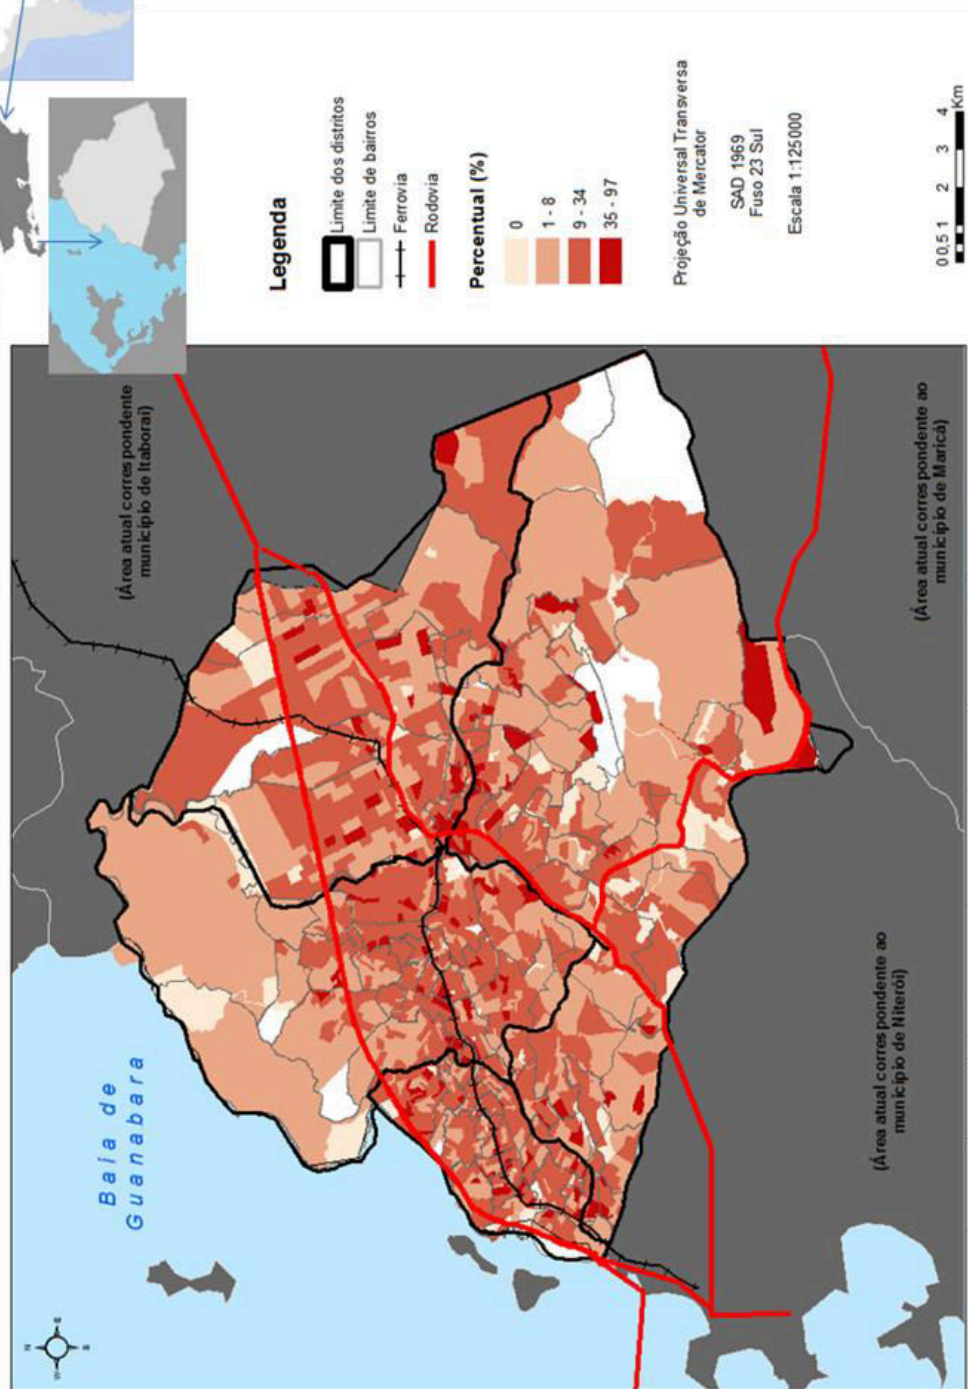 (Área atual correspondente
município de Itaboraí)
Baía de
Guanabara
(Área atual correspondente ao
município de Niterói)
(Área atual correspondente ao
município de Maricá)
N
W
E
S
Legenda
Limite dos distritos
Limite de bairros
Ferrovia
Rodovia
Percentual (%)
0
1 - 8
9 - 34
35 - 97
Projeção Universal Transversa
de Mercator
SAD 1969
Fuso 23 Sul
Escala 1:125000
0 0,5 1 2 3 4
Km